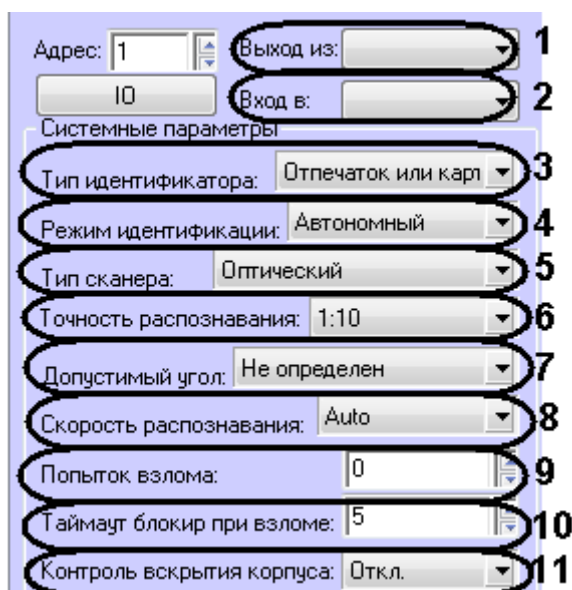 Адрес: 1 Выход из: 1
IO Вход в: 2
Системные параметры
Тип идентификатора: Отпечаток или карт 3
Режим идентификации: Автономный 4
Тип сканера: Оптический 5
Точность распознавания: 1:10 6
Допустимый угол: Не определен 7
Скорость распознавания: Auto 8
Попыток взлома: 0 9
Таймаут блокир при взломе: 5 10
Контроль вскрытия корпуса: Откл. 11